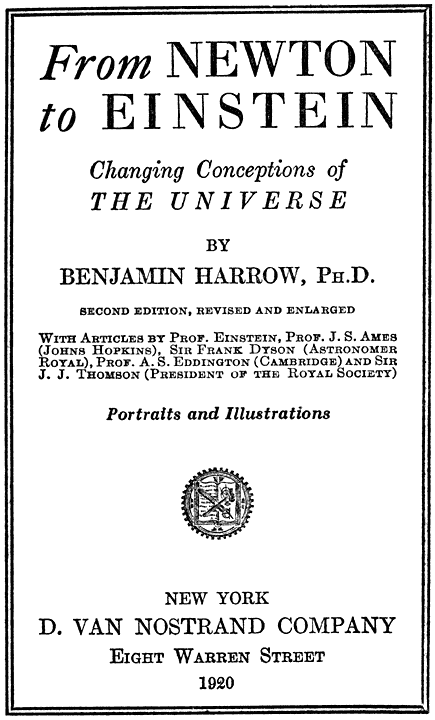 From NEWTON
to EINSTEIN
Changing Conceptions of
THE UNIVERSE
BY
BENJAMIN HARROW, Ph.D.
SECOND EDITION, REVISED AND ENLARGED
With Articles by Prof. Einstein, Prof. J. S. Ames
(Johns Hopkins), Sir Frank Dyson (Astronomer
Royal), Prof. A. S. Eddington (Cambridge) and Sir
J. J. Thomson (President of the Royal Society)
Portraits and Illustrations
NEW YORK
D. VAN NOSTRAND COMPANY
Eight Warren Street
1920